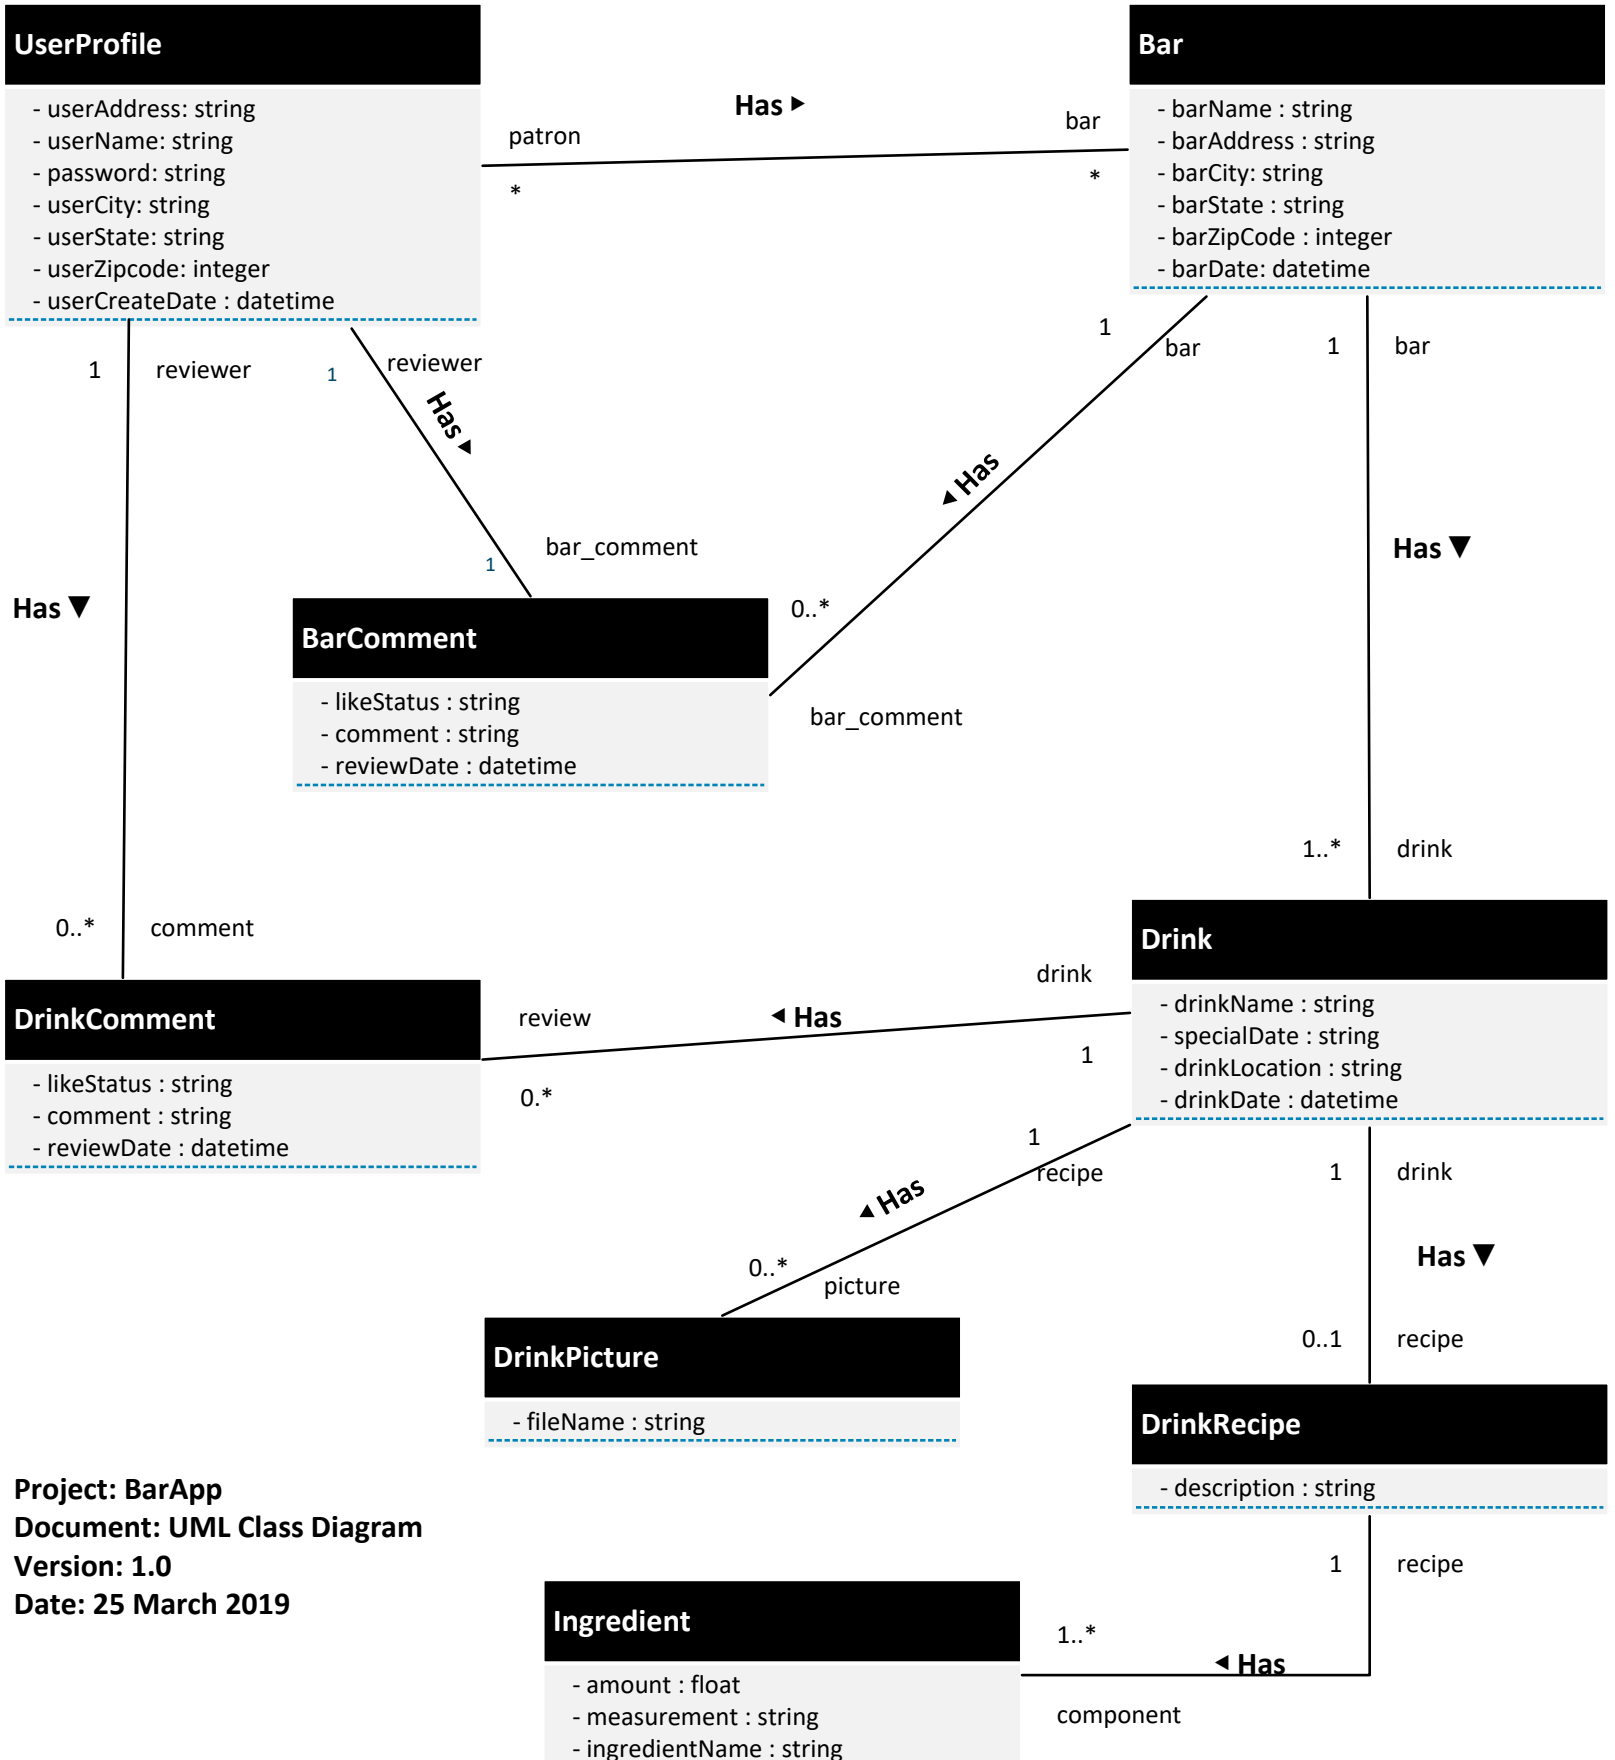 UserProfile
- userAddress: string
- userName: string
- password: string
- userCity: string
- userState: string
- userZipcode: integer
- userCreateDate : datetime
Has ►
patron
bar
*
*
Bar
- barName : string
- barAddress : string
- barCity: string
- barState : string
- barZipCode : integer
- barDate: datetime
1
reviewer
1
reviewer
Has ►
1
bar
1
bar
◄ Has
bar_comment
1
Has ▼
Has ▼
0..*
bar_comment
BarComment
- likeStatus : string
- comment : string
- reviewDate : datetime
1..*
drink
0..*
comment
Drink
- drinkName : string
- specialDate : string
- drinkLocation : string
- drinkDate : datetime
drink
review
◄ Has
1
0.*
DrinkComment
- likeStatus : string
- comment : string
- reviewDate : datetime
1
recipe
◄ Has
0..*
picture
1
drink
Has ▼
0..1
recipe
DrinkPicture
- fileName : string
DrinkRecipe
- description : string
Project: BarApp
Document: UML Class Diagram
Version: 1.0
Date: 25 March 2019
1
recipe
1..*
◄ Has
component
Ingredient
- amount : float
- measurement : string
- ingredientName : string